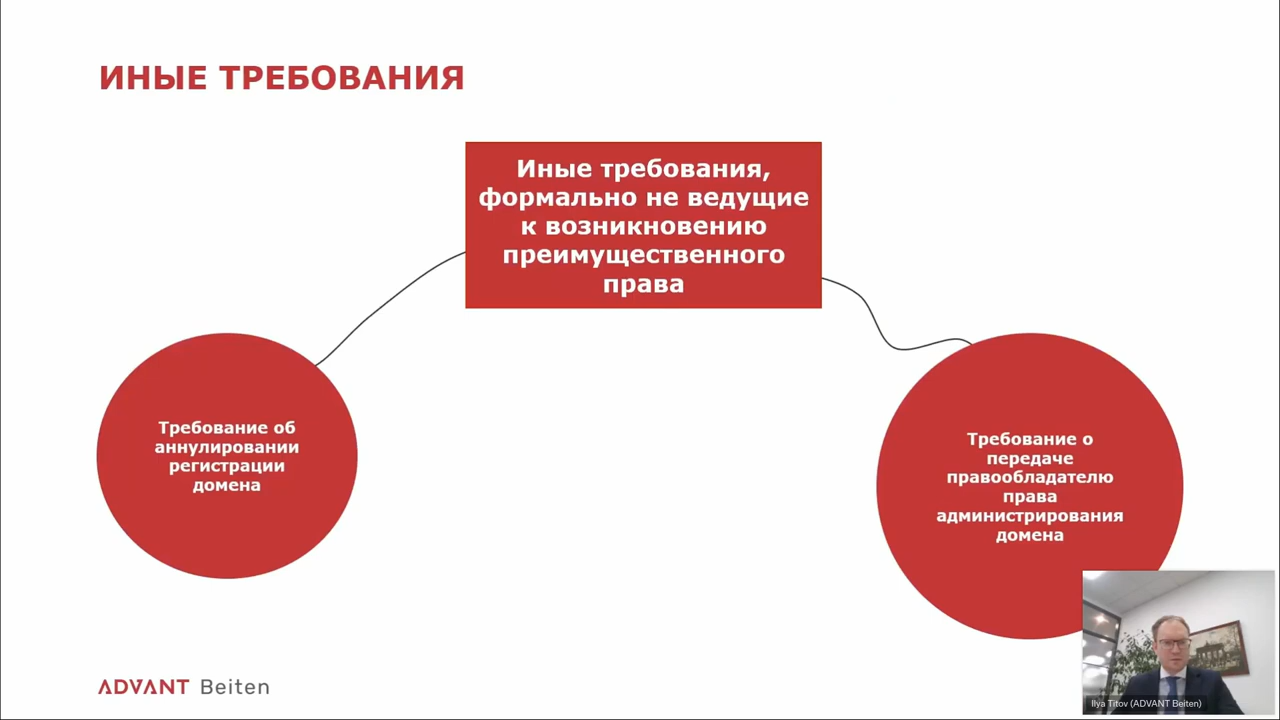 ИНЫЕ ТРЕБОВАНИЯ
Иные требования,
формально не ведущие
к возникновению
преимущественного
права
Требование об
аннулировании
регистрации
домена
Требование о
передаче
правообладателю
права
администрирования
домена
ADVANT Beiten
Ilya Titov (ADVANT Beiten)